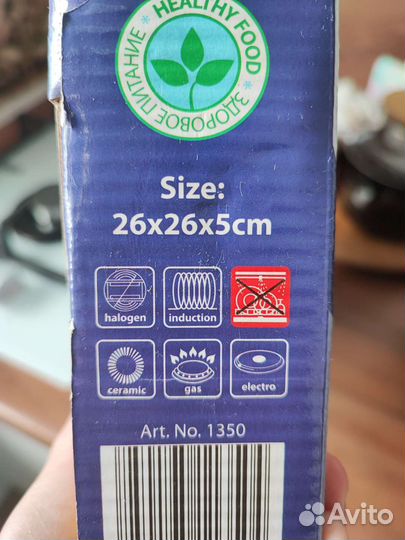 HEALTHY FOOD
ЗДОРОВОЕ ПИТАНИЕ
Size:
26x26x5cm
halogen
induction
ceramic
gas
electro
Art. No. 1350
Avito